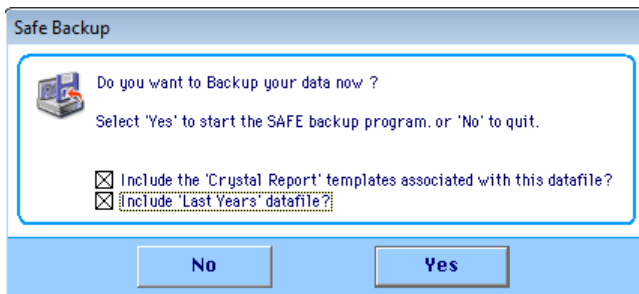 Safe Backup
Do you want to Backup your data now ?
Select 'Yes' to start the SAFE backup program. or 'No' to quit.
Include the 'Crystal Report' templates associated with this datafile?
Include 'Last Years' datafile?
No
Yes